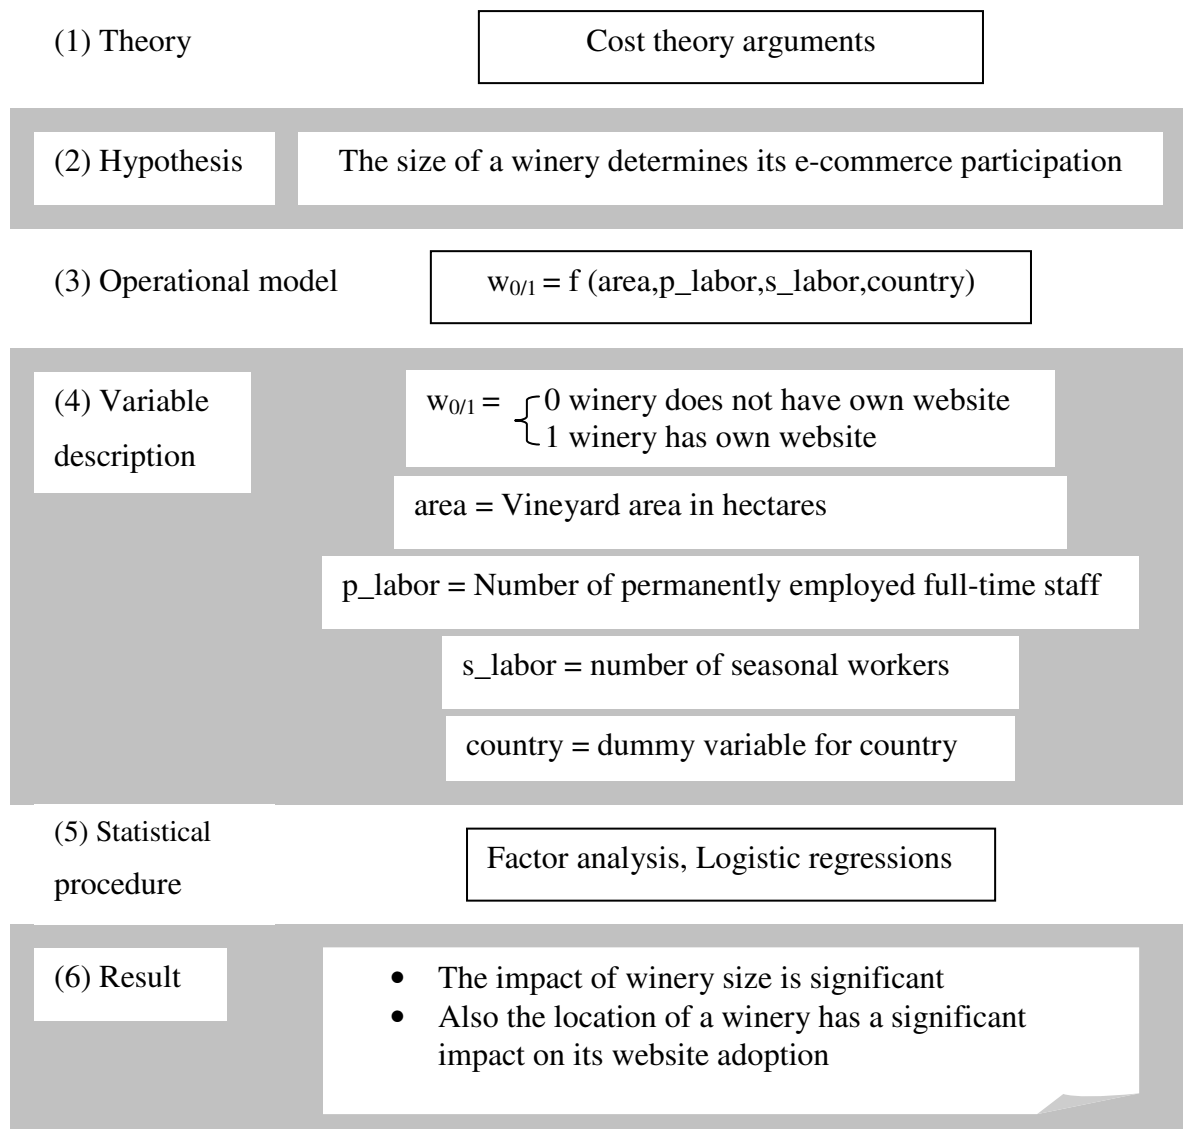 (1) Theory
Cost theory arguments
(2) Hypothesis
The size of a winery determines its e-commerce participation
(3) Operational model
w0/1 = f (area,p_labor,s_labor,country)
(4) Variable
description
w0/1 =
0 winery does not have own website
1 winery has own website
area = Vineyard area in hectares
p_labor = Number of permanently employed full-time staff
s_labor = number of seasonal workers
country = dummy variable for country
(5) Statistical
procedure
Factor analysis, Logistic regressions
(6) Result
• The impact of winery size is significant
• Also the location of a winery has a significant
impact on its website adoption